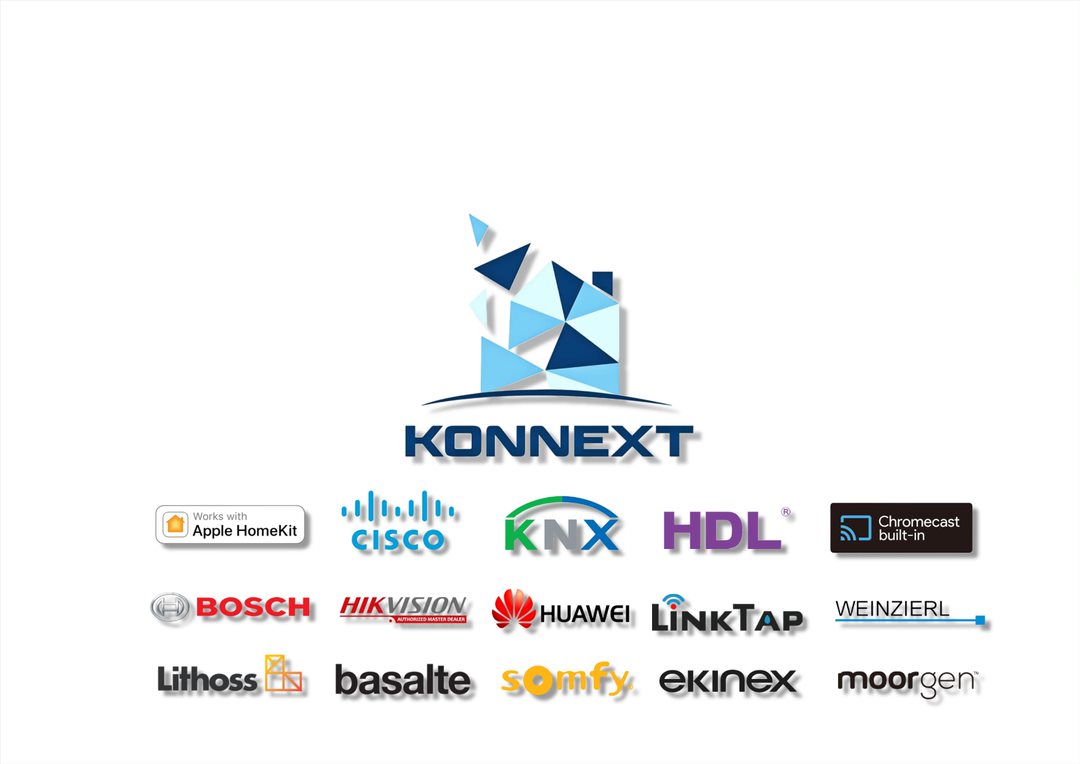 KONNEXT
Works with
Apple HomeKit
CISCO
KNX
HDL®
Chromecast
built-in
BOSCH
HIKVISION
AUTHORIZED MASTER DEALER
HUAWEI
LINKTAP
WEINZIERL
Lithoss
basalte
somfy®
ekinex
moorgen™